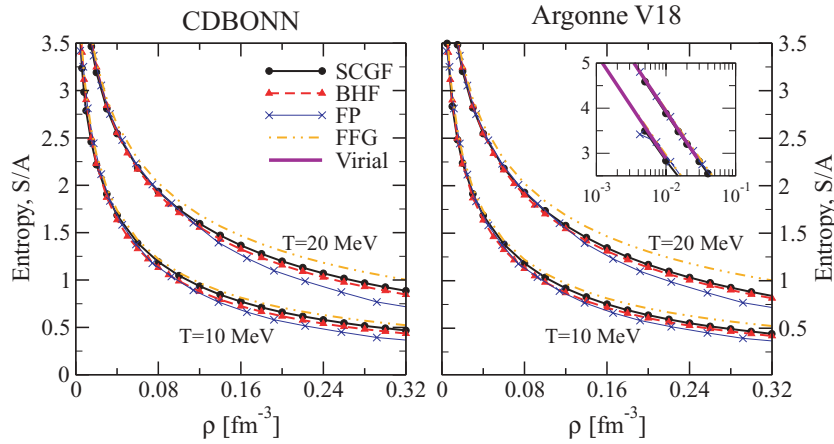 CDBONN
Argonne V18
Entropy, S/A
3.5
3
2.5
2
1.5
1
0.5
0
SCGF
BHF
FP
FFG
Virial
T=20 MeV
T=10 MeV
0 0.08 0.16 0.24 0.32
ρ [fm⁻³]
5
4
3
10⁻³ 10⁻² 10⁻¹
T=20 MeV
T=10 MeV
0 0.08 0.16 0.24 0.32
ρ [fm⁻³]
3.5
3
2.5
2
1.5
1
0.5
Entropy, S/A